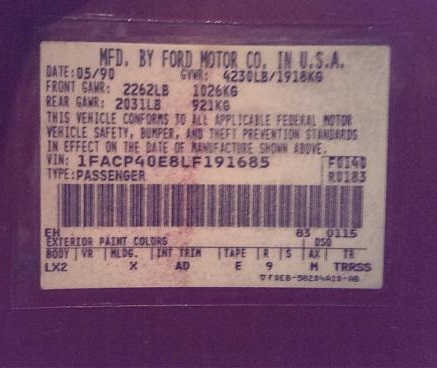 MFD. BY FORD MOTOR CO. IN U.S.A.
DATE: 05/90 GVWR: 4230LB/1918KG
FRONT GAWR: 2262LB 1026KG
REAR GAWR: 2031LB 921KG
THIS VEHICLE CONFORMS TO ALL APPLICABLE FEDERAL MOTOR
VEHICLE SAFETY, BUMPER, AND THEFT PREVENTION STANDARDS
IN EFFECT ON THE DATE OF MANUFACTURE SHOWN ABOVE.
VIN: 1FACP40E8LF191685 F0140
TYPE: PASSENGER R0183
EH 83 0115
EXTERIOR PAINT COLORS DSO
BODY VR MLDG. INT TRIM TAPE R S AX TR
LX2 X AD E 9 M TRRSS